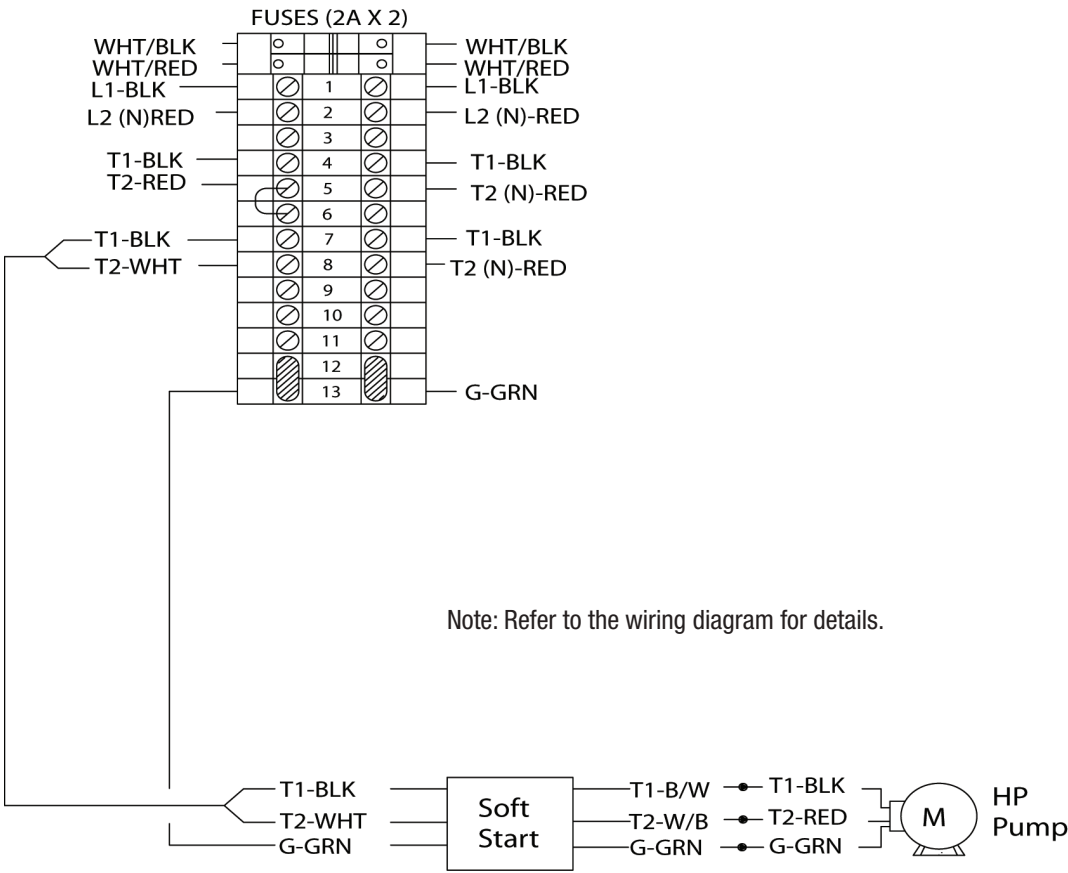 FUSES (2A X 2)
WHT/BLK WHT/BLK
WHT/RED WHT/RED
L1-BLK 1 L1-BLK
L2 (N)RED 2 L2 (N)-RED
3
T1-BLK 4 T1-BLK
T2-RED 5 T2 (N)-RED
6
T1-BLK 7 T1-BLK
T2-WHT 8 T2 (N)-RED
9
10
11
12
13 G-GRN
Note: Refer to the wiring diagram for details.
T1-BLK T1-B/W T1-BLK
T2-WHT T2-W/B T2-RED
G-GRN G-GRN G-GRN
Soft
Start
M
HP
Pump